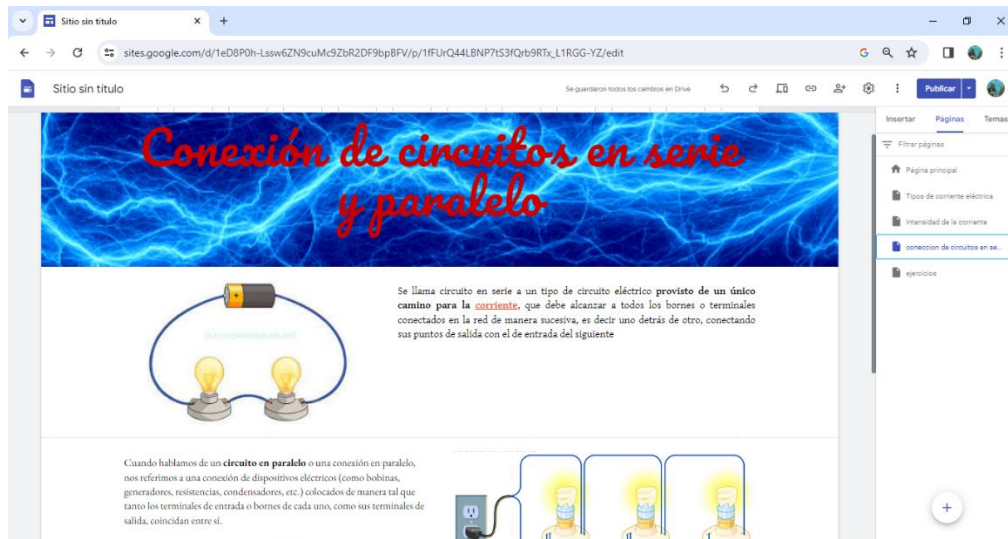 Sitio sin título
sites.google.com/d/1eD8P0h-Lssw6ZN9cuMc9ZbR2DF9bpBFV/p/1fFUrQ44LBNP7tS3fQrb9RTx_L1RGG-YZ/edit
Sitio sin título
Se guardaron todos los cambios en Drive
Publicar
Insertar Páginas Temas
Filtrar páginas
Página principal
Tipos de corriente eléctrica
Intensidad de la corriente
coneccion de circuitos en se...
ejercicios
Conexión de circuitos en serie
y paralelo
Se llama circuito en serie a un tipo de circuito eléctrico provisto de un único
camino para la corriente, que debe alcanzar a todos los bornes o terminales
conectados en la red de manera sucesiva, es decir uno detrás de otro, conectando
sus puntos de salida con el de entrada del siguiente
Cuando hablamos de un circuito en paralelo o una conexión en paralelo,
nos referimos a una conexión de dispositivos eléctricos (como bobinas,
generadores, resistencias, condensadores, etc.) colocados de manera tal que
tanto los terminales de entrada o bornes de cada uno, como sus terminales de
salida, coincidan entre sí.